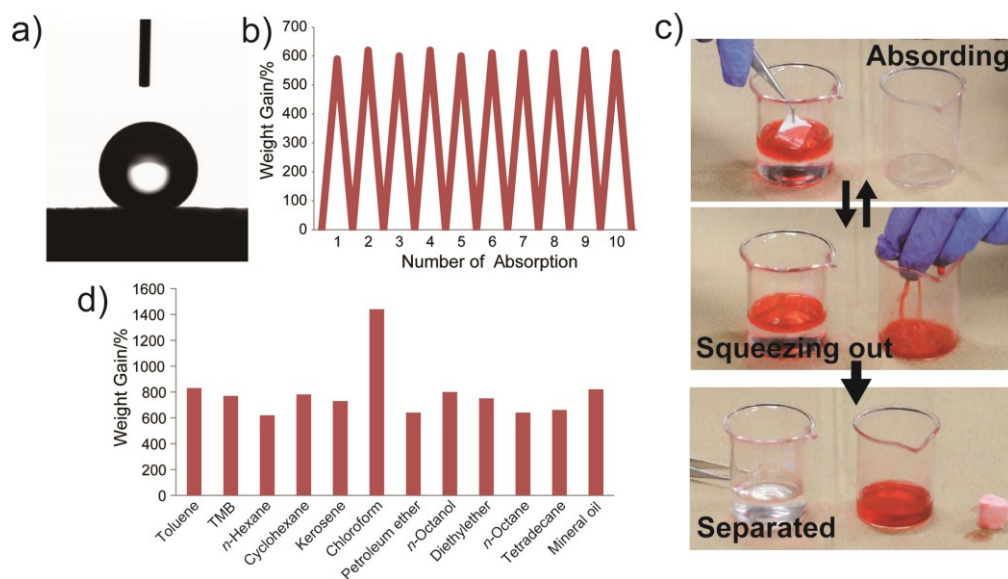 a)
b)
Weight Gain/%
700
600
500
400
300
200
100
0
1 2 3 4 5 6 7 8 9 10
Number of Absorption
c)
Absording
Squeezing out
Separated
d)
Weight Gain/%
1600
1400
1200
1000
800
600
400
200
0
Toluene
TMB
n-Hexane
Cyclohexane
Kerosene
Chloroform
Petroleum ether
n-Octanol
Diethylether
n-Octane
Tetradecane
Mineral oil